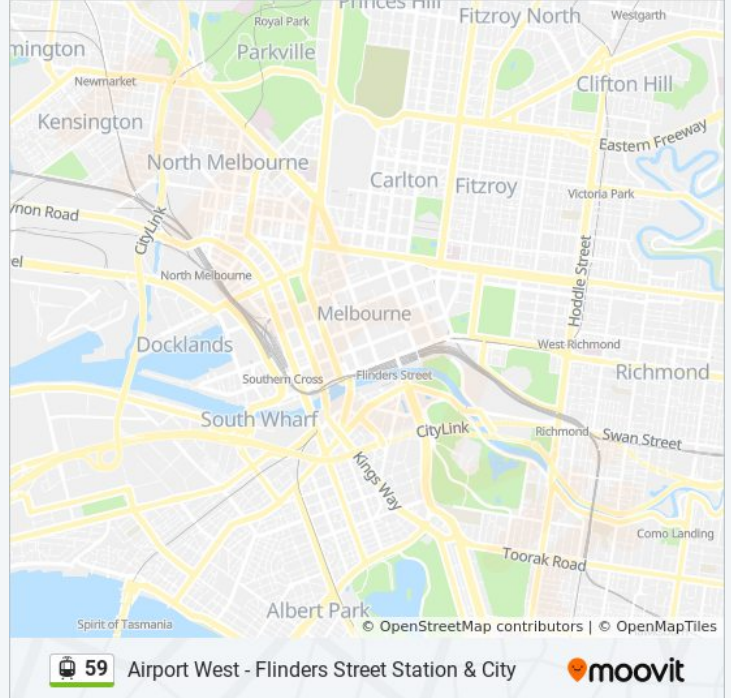 Princes Hill
Fitzroy North
Westgarth
Royal Park
mington
Parkville
Newmarket
Clifton Hill
Kensington
Eastern Freeway
North Melbourne
Carlton
Fitzroy
Victoria Park
ynon Road
CityLink
el
North Melbourne
Hoddle Street
Melbourne
Docklands
West Richmond
Southern Cross
Flinders Street
Richmond
South Wharf
CityLink
Richmond
Swan Street
Kings Way
Como Landing
Toorak Road
Albert Park
Spirit of Tasmania
© OpenStreetMap contributors | © OpenMapTiles
59 Airport West - Flinders Street Station & City
moovit